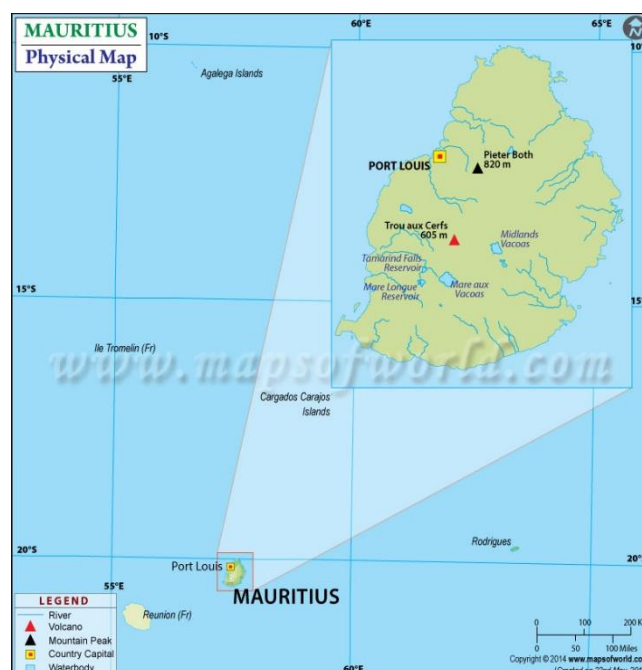 MAURITIUS
Physical Map
10°S
55°E
60°E
65°E
N
10°
Agalega Islands
PORT LOUIS
Pieter Both
820 m
Trou aux Cerfs
605 m
Midlands
Vacoas
Tamarind Falls
Reservoir
Mare Longue
Reservoir
Mare aux
Vacoas
15°S
15°
Ile Tromelin (Fr)
www.mapsofworld.com
Cargados Carajos
Islands
20°S
20°
Rodrigues
Port Louis
55°E
MAURITIUS
Reunion (Fr)
LEGEND
River
Volcano
Mountain Peak
Country Capital
Waterbody
0 100 200 K
0 50 100 Mile
Copyright © 2014 www.mapsofworld.com
60°E